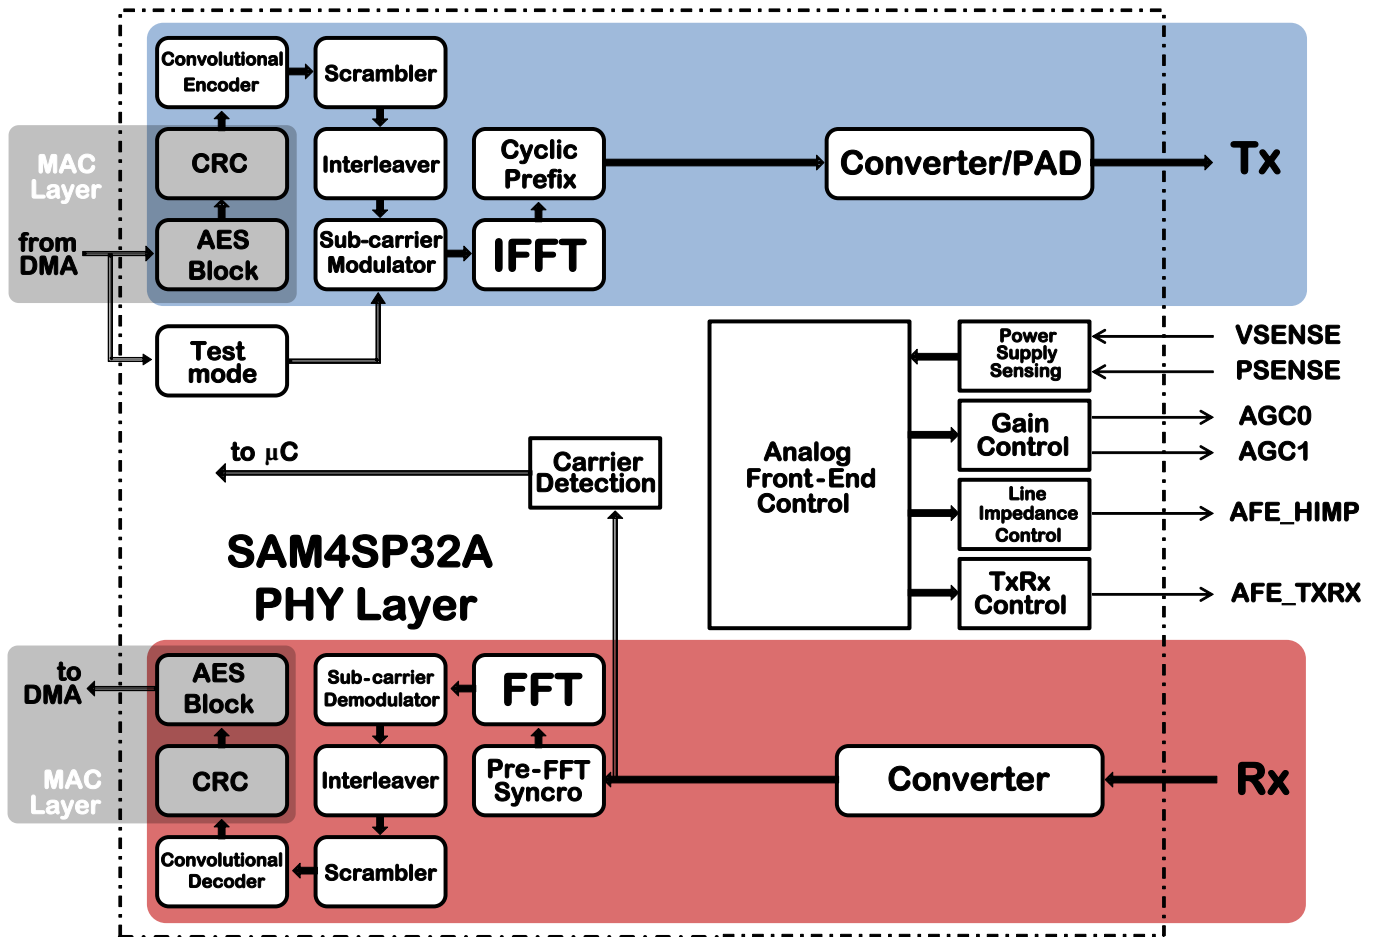 Convolutional
Encoder
Scrambler
MAC
Layer
CRC
Interleaver
Cyclic
Prefix
Converter/PAD
Tx
from
DMA
AES
Block
Sub-carrier
Modulator
IFFT
Test
mode
Power
Supply
Sensing
VSENSE
PSENSE
Analog
Front-End
Control
Gain
Control
AGC0
AGC1
to µC
Carrier
Detection
Line
Impedance
Control
AFE_HIMP
TxRx
Control
AFE_TXRX
SAM4SP32A
PHY Layer
to
DMA
AES
Block
Sub-carrier
Demodulator
FFT
MAC
Layer
CRC
Interleaver
Pre-FFT
Syncro
Converter
Rx
Convolutional
Decoder
Scrambler